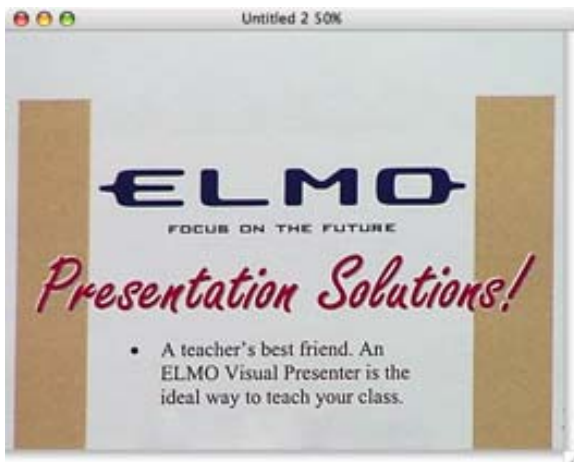 Untitled 2 50%
ELMO
FOCUS ON THE FUTURE
Presentation Solutions!
• A teacher's best friend. An
ELMO Visual Presenter is the
ideal way to teach your class.